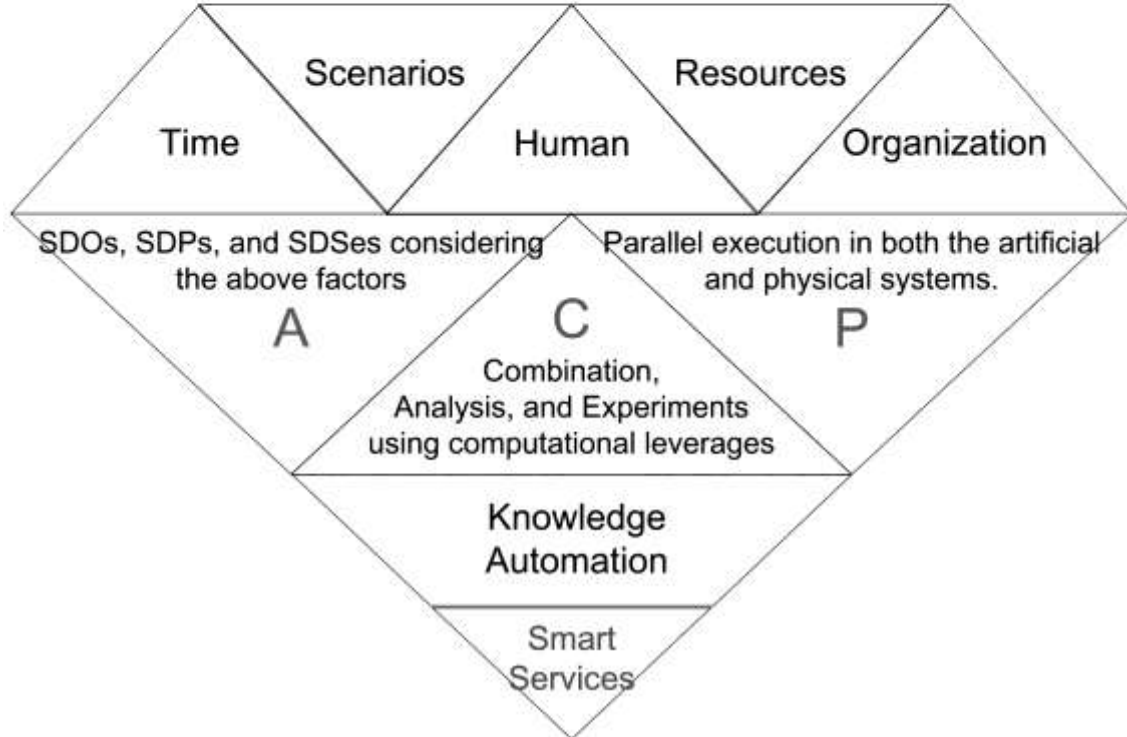 Scenarios
Resources
Time
Human
Organization
SDOs, SDPs, and SDSes considering
the above factors
A
Parallel execution in both the artificial
and physical systems.
P
C
Combination,
Analysis, and Experiments
using computational leverages
Knowledge
Automation
Smart
Services